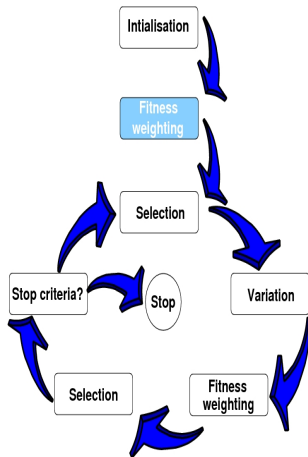 Intialisation
Fitness
weighting
Selection
Variation
Fitness
weighting
Selection
Stop criteria?
Stop